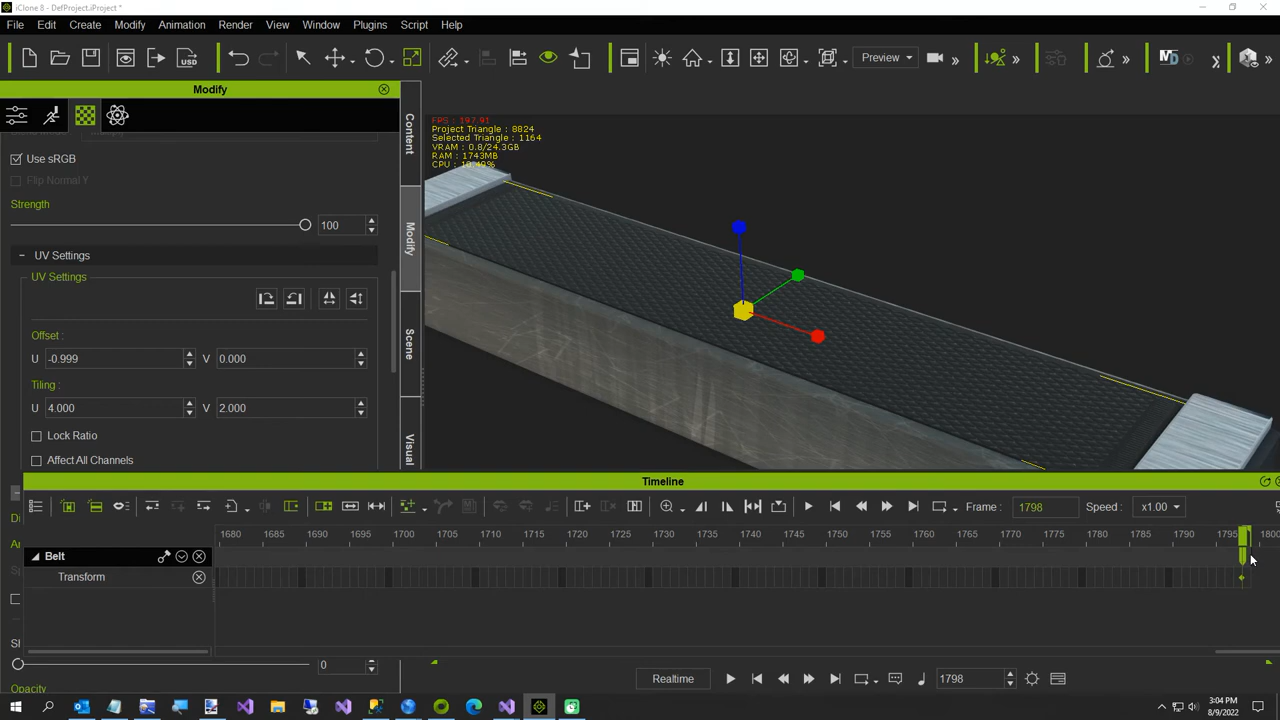 iClone 8 - DefProject.iProject *
File Edit Create Modify Animation Render View Window Plugins Script Help
Preview
Modify
Content
Modify
Scene
Visual
FPS : 197.91
Project Triangle : 8824
Selected Triangle : 1164
VRAM : 0.8/24.3GB
RAM : 1743MB
Use sRGB
Flip Normal Y
Strength
100
UV Settings
UV Settings
Offset :
U -0.999 V 0.000
Tiling :
U 4.000 V 2.000
Lock Ratio
Affect All Channels
Timeline
Frame : 1798 Speed : x1.00
1680 1685 1690 1695 1700 1705 1710 1715 1720 1725 1730 1735 1740 1745 1750 1755 1760 1765 1770 1775 1780 1785 1790 1795 1800
Belt
Transform
0
Opacity
Realtime
1798
3:04 PM
8/9/2022